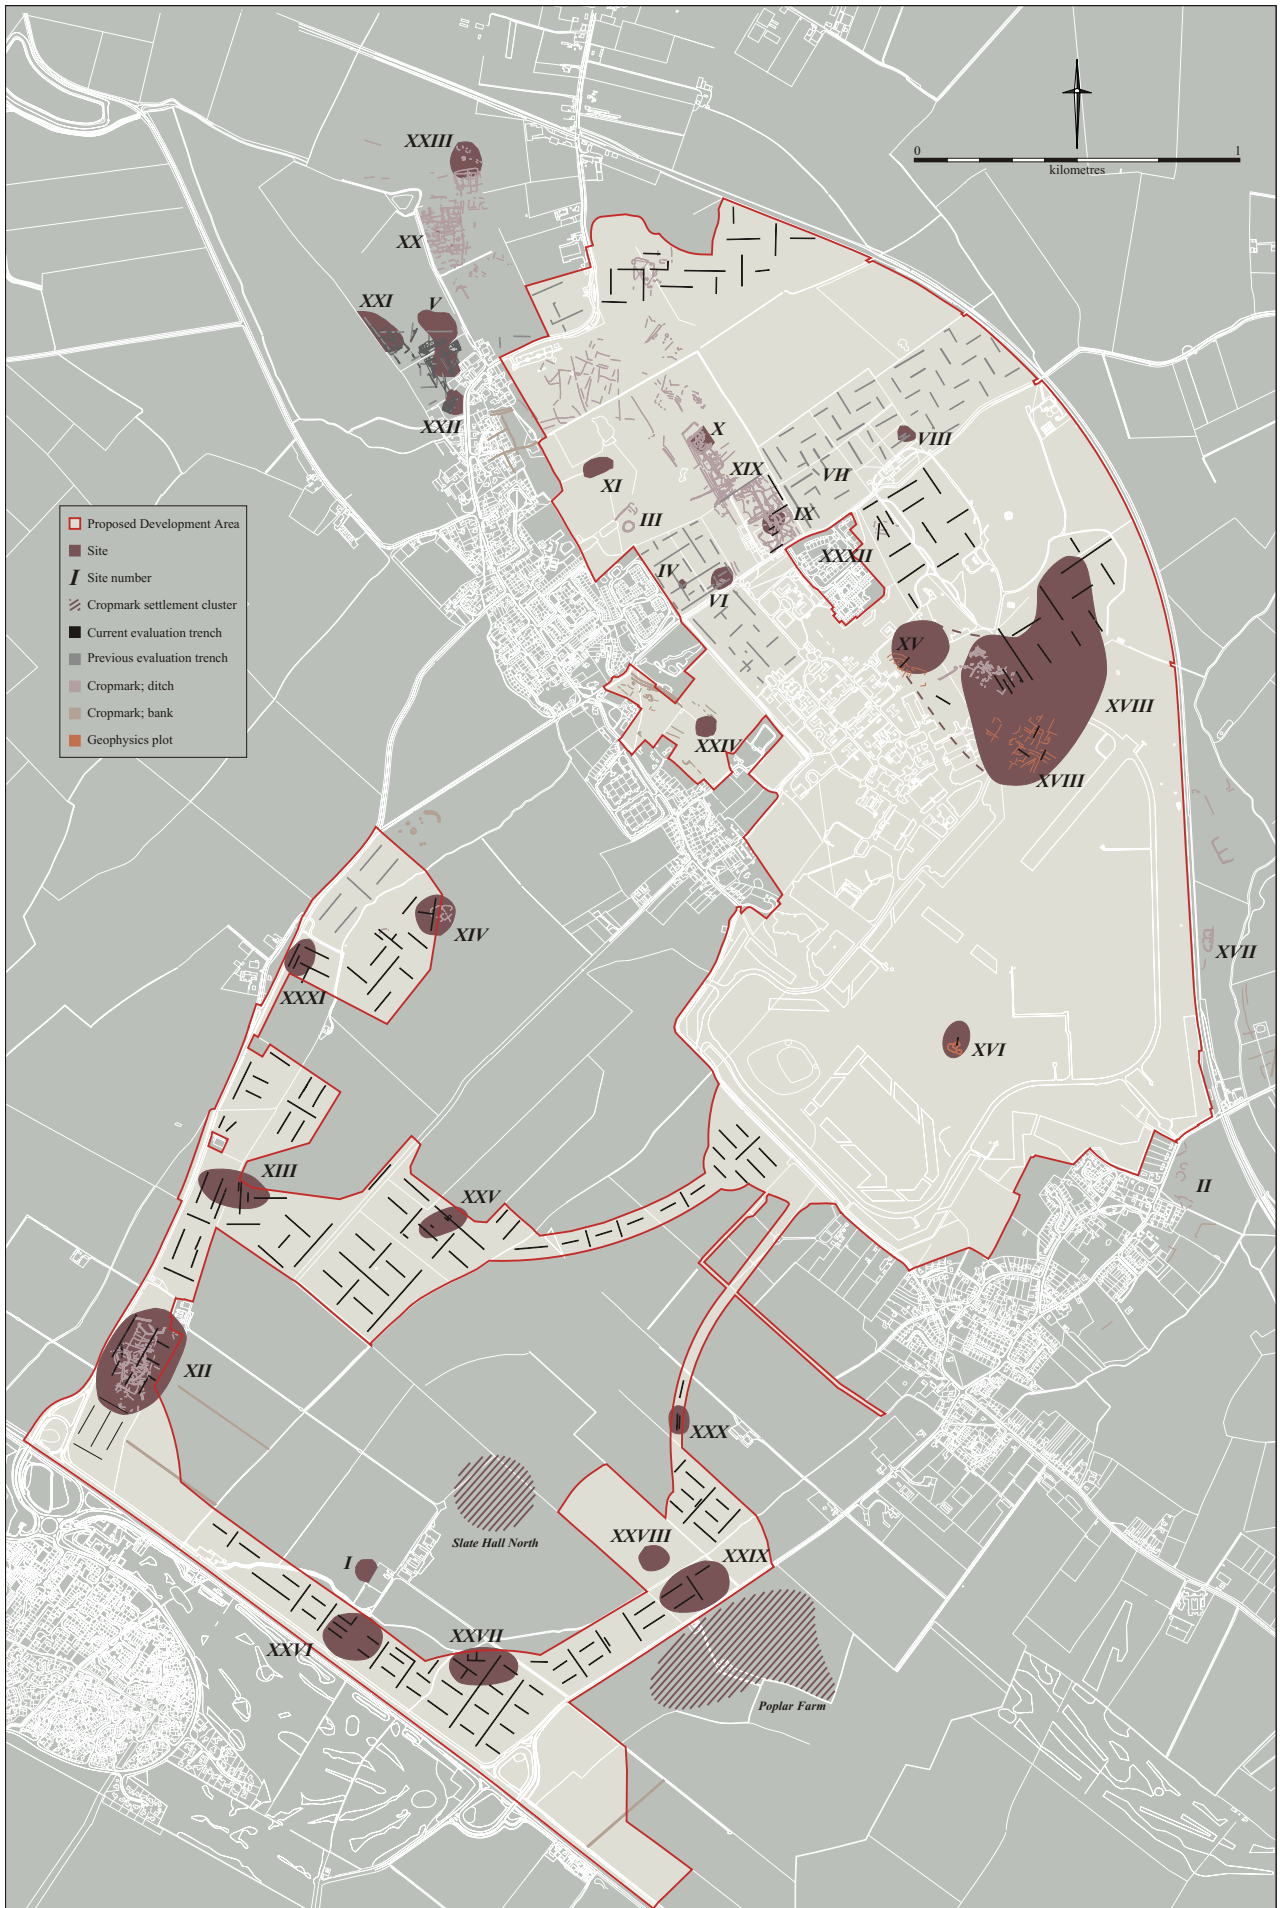 XXIII
0 1
kilometres
XX
XXI
V
XXII
X
VIII
XIX
VII
XI
IX
III
XXXII
IV
VI
XV
XVIII
XXIV
XVIII
Proposed Development Area
Site
I Site number
Cropmark settlement cluster
Current evaluation trench
Previous evaluation trench
Cropmark; ditch
Cropmark; bank
Geophysics plot
XIV
XVII
XXXI
XVI
XIII
XXV
II
XII
XXX
Slate Hall North
XXVIII
XXIX
I
XXVI
XXVII
Poplar Farm